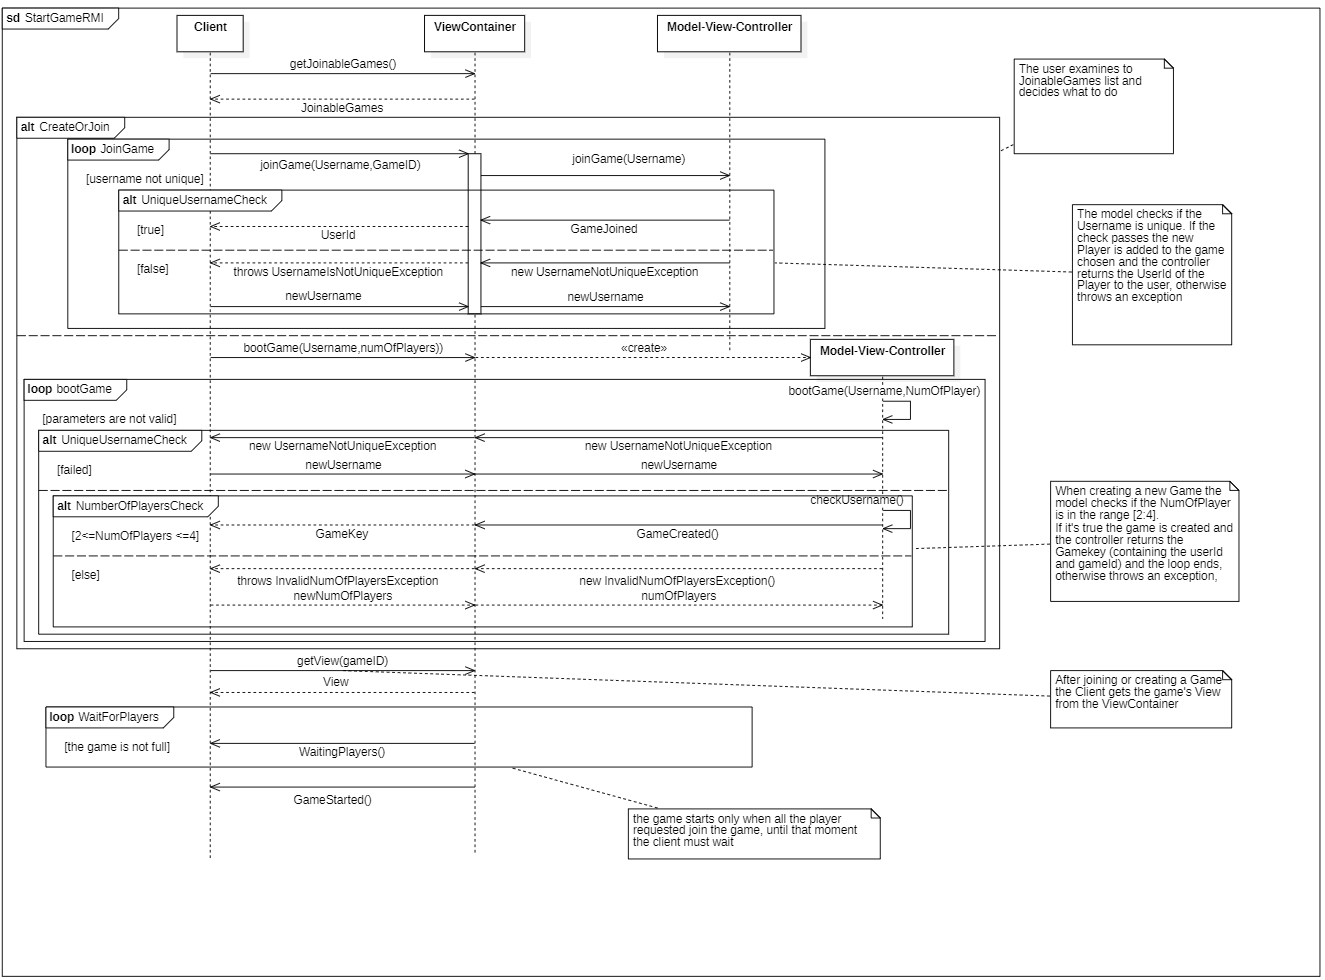 sd StartGameRMI
Client
ViewContainer
Model-View-Controller
getJoinableGames()
JoinableGames
The user examines to
JoinableGames list and
decides what to do
alt CreateOrJoin
loop JoinGame
joinGame(Username,GameID)
joinGame(Username)
[username not unique]
alt UniqueUsernameCheck
[true]
UserId
GameJoined
[false]
throws UsernameIsNotUniqueException
new UsernameNotUniqueException
newUsername
newUsername
The model checks if the
Username is unique. If the
check passes the new
Player is added to the game
chosen and the controller
returns the UserId of the
Player to the user, otherwise
throws an exception
bootGame(Username,numOfPlayers))
«create»
Model-View-Controller
loop bootGame
bootGame(Username,NumOfPlayer)
[parameters are not valid]
alt UniqueUsernameCheck
new UsernameNotUniqueException
new UsernameNotUniqueException
[failed]
newUsername
newUsername
alt NumberOfPlayersCheck
checkUsername()
[2<=NumOfPlayers <=4]
GameKey
GameCreated()
[else]
throws InvalidNumOfPlayersException
new InvalidNumOfPlayersException()
newNumOfPlayers
numOfPlayers
When creating a new Game the
model checks if the NumOfPlayer
is in the range [2:4].
If it's true the game is created and
the controller returns the
Gamekey (containing the userId
and gameId) and the loop ends,
otherwise throws an exception,
getView(gameID)
View
After joining or creating a Game
the Client gets the game's View
from the ViewContainer
loop WaitForPlayers
[the game is not full]
WaitingPlayers()
GameStarted()
the game starts only when all the player
requested join the game, until that moment
the client must wait